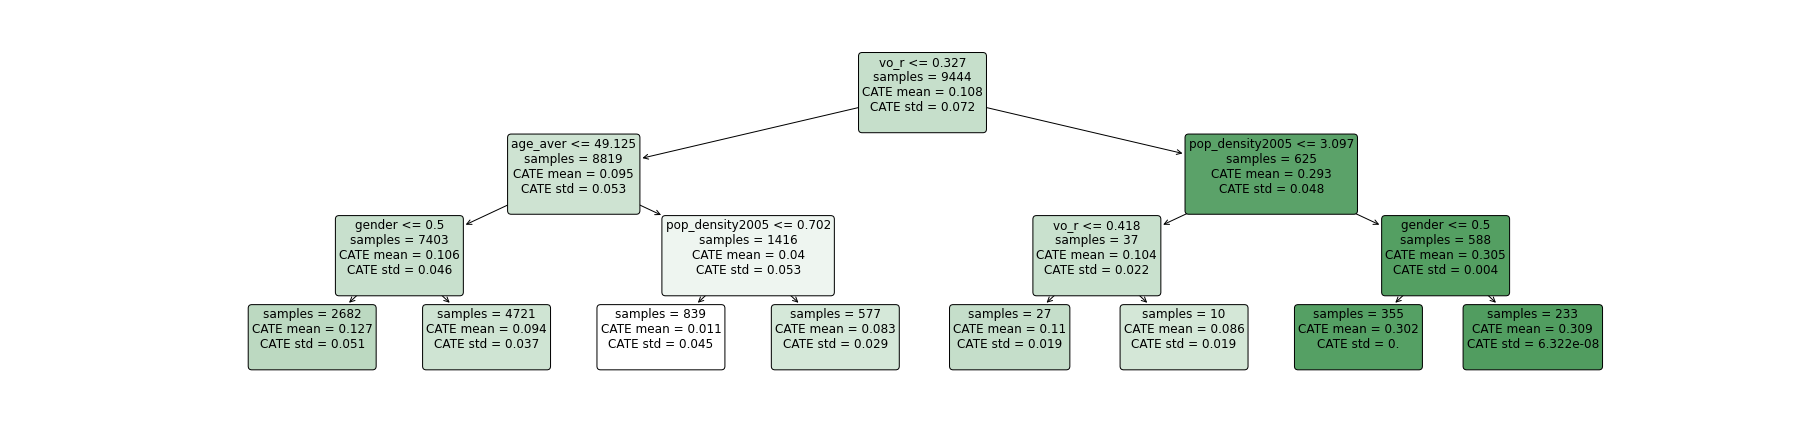 vo_r <= 0.327
samples = 9444
CATE mean = 0.108
CATE std = 0.072
age_aver <= 49.125
samples = 8819
CATE mean = 0.095
CATE std = 0.053
pop_density2005 <= 3.097
samples = 625
CATE mean = 0.293
CATE std = 0.048
gender <= 0.5
samples = 7403
CATE mean = 0.106
CATE std = 0.046
pop_density2005 <= 0.702
samples = 1416
CATE mean = 0.04
CATE std = 0.053
vo_r <= 0.418
samples = 37
CATE mean = 0.104
CATE std = 0.022
gender <= 0.5
samples = 588
CATE mean = 0.305
CATE std = 0.004
samples = 2682
CATE mean = 0.127
CATE std = 0.051
samples = 4721
CATE mean = 0.094
CATE std = 0.037
samples = 839
CATE mean = 0.011
CATE std = 0.045
samples = 577
CATE mean = 0.083
CATE std = 0.029
samples = 27
CATE mean = 0.11
CATE std = 0.019
samples = 10
CATE mean = 0.086
CATE std = 0.019
samples = 355
CATE mean = 0.302
CATE std = 0.
samples = 233
CATE mean = 0.309
CATE std = 6.322e-08